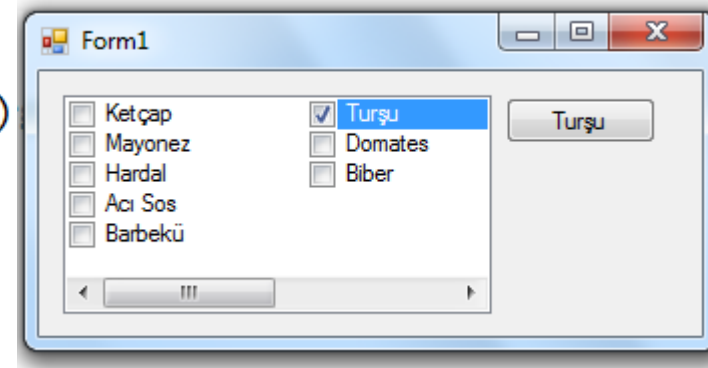 Form1
Ketçap
Mayonez
Hardal
Acı Sos
Barbekü
Turşu
Domates
Biber
Turşu